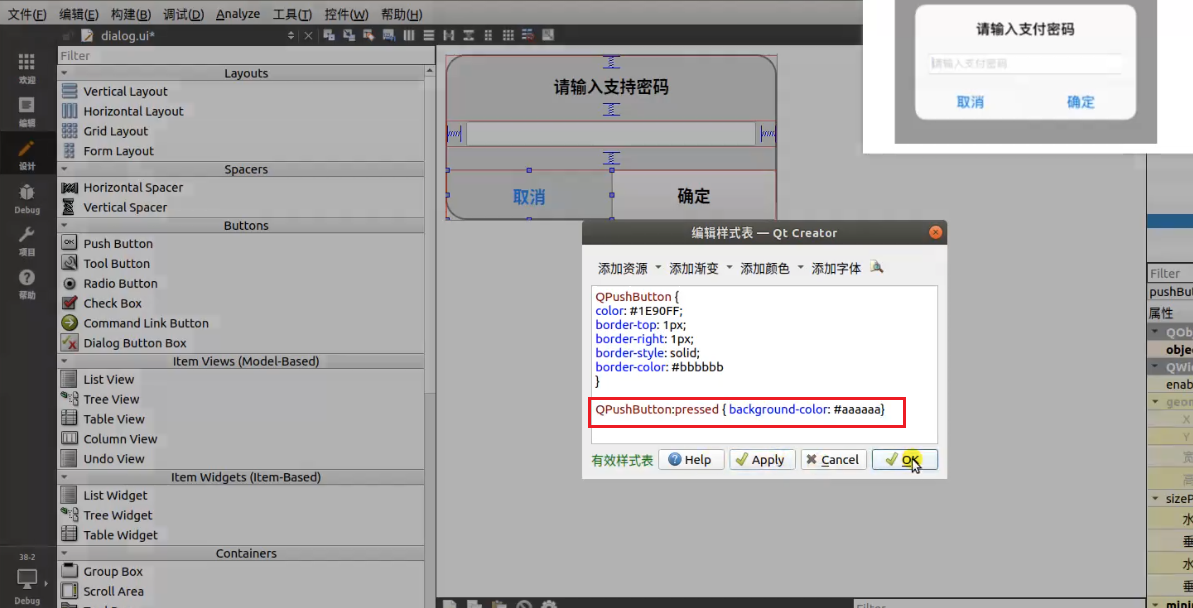 文件(F) 编辑(E) 构建(B) 调试(D) Analyze 工具(T) 控件(W) 帮助(H)
dialog.ui*
欢迎
编辑
设计
Debug
项目
帮助
38-2
Debug
Filter
Layouts
Vertical Layout
Horizontal Layout
Grid Layout
Form Layout
Spacers
Horizontal Spacer
Vertical Spacer
Buttons
OK Push Button
Tool Button
Radio Button
Check Box
Command Link Button
Dialog Button Box
Item Views (Model-Based)
List View
Tree View
Table View
Column View
Undo View
Item Widgets (Item-Based)
List Widget
Tree Widget
Table Widget
Containers
Group Box
Scroll Area
请输入支持密码
取消 确定
请输入支付密码
请输入支付密码
取消 确定
编辑样式表 — Qt Creator
添加资源 添加渐变 添加颜色 添加字体
QPushButton {
color: #1E90FF;
border-top: 1px;
border-right: 1px;
border-style: solid;
border-color: #bbbbbb
}
QPushButton:pressed { background-color: #aaaaaa}
有效样式表 Help Apply Cancel OK
Filter
pushBu
属性
QOb
objec
QWid
enab
geon
X
Y
宽
高
sizeP
水
垂
水
垂
minir
Filter